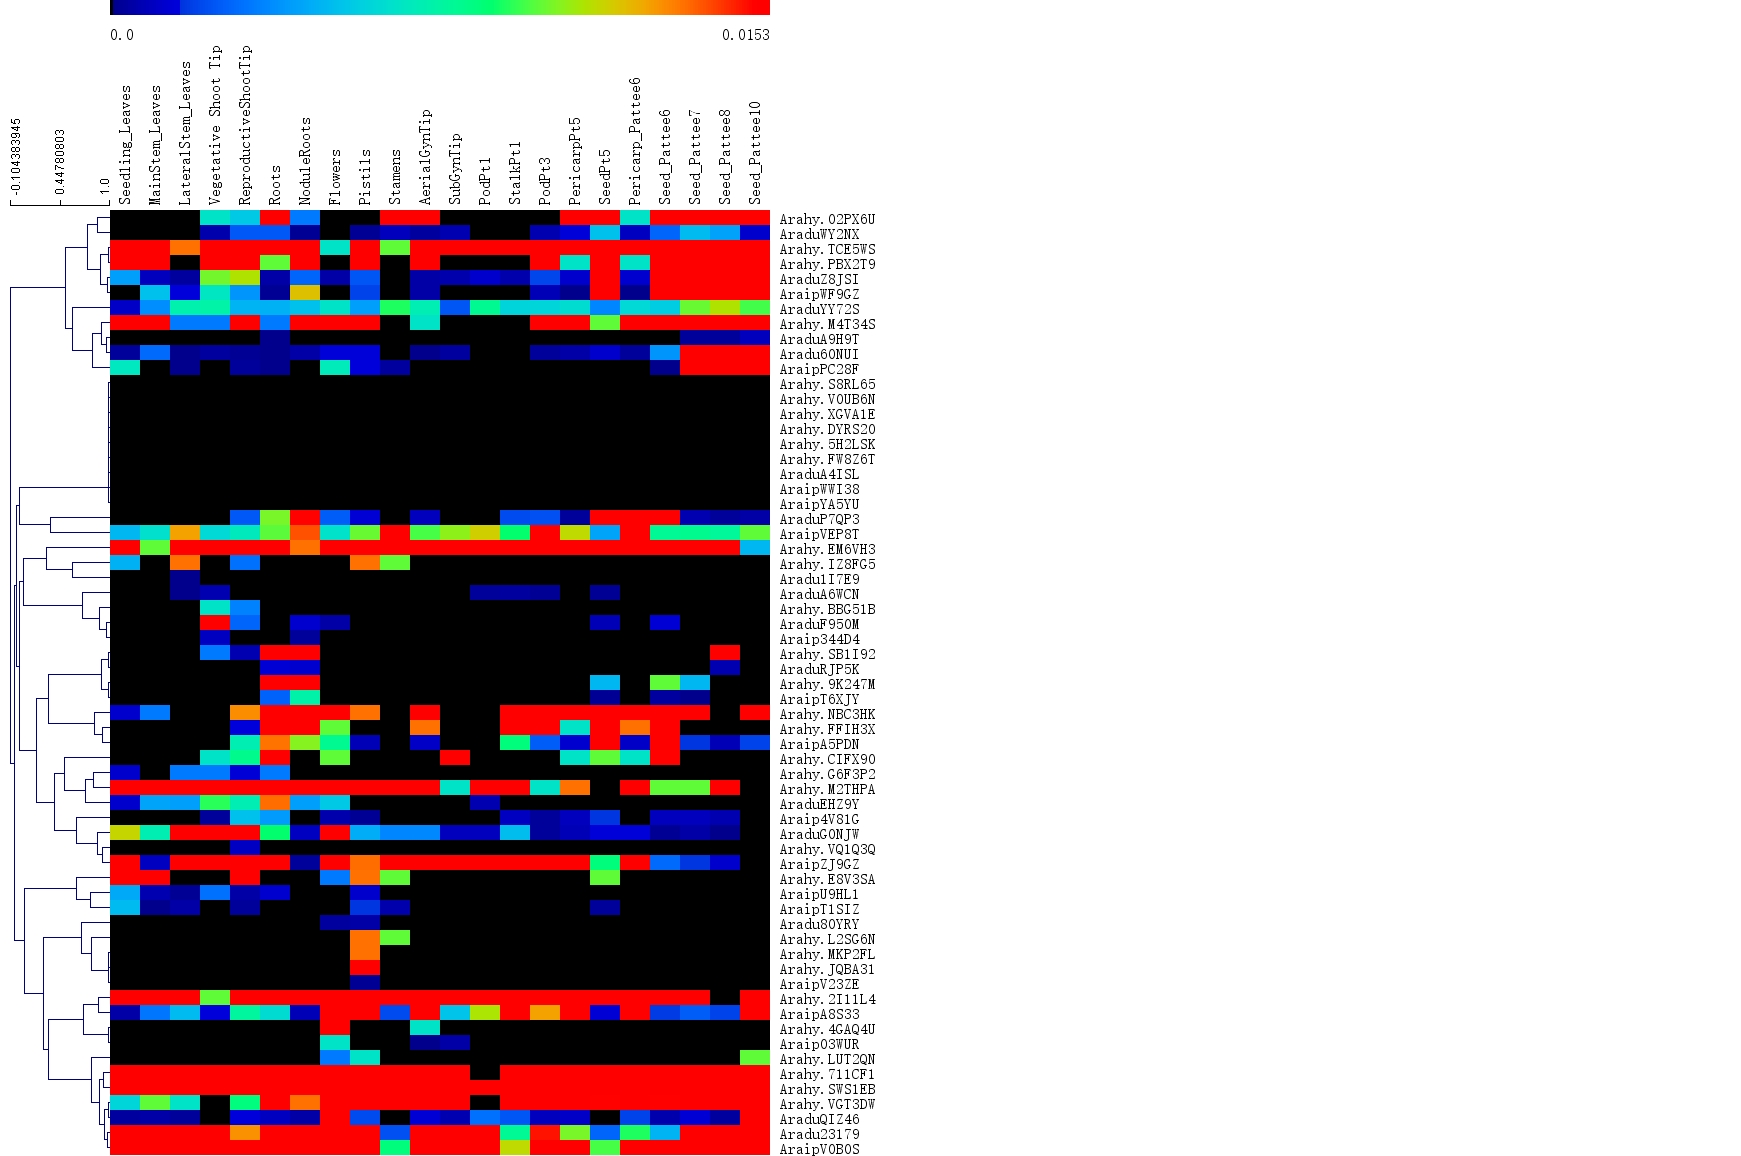 0.0
0.0153
-0.104383945
0.44780803
1.0
Seedling_Leaves
MainStem_Leaves
LateralStem_Leaves
Vegetative Shoot Tip
ReproductiveShootTip
Roots
NoduleRoots
Flowers
Pistils
Stamens
AerialGynTip
SubGynTip
PodPt1
StalkPt1
PodPt3
PericarpPt5
SeedPt5
Pericarp_Pattee6
Seed_Pattee6
Seed_Pattee7
Seed_Pattee8
Seed_Pattee10
Arahy.02PX6U
AraduWY2NX
Arahy.TCE5WS
Arahy.PBX2T9
AraduZ8JSI
AraipWF9GZ
AraduYY72S
Arahy.M4T34S
AraduA9H9T
Aradu60NUI
AraipPC28F
Arahy.S8RL65
Arahy.V0UB6N
Arahy.XGVA1E
Arahy.DYRS20
Arahy.5H2LSK
Arahy.FW8Z6T
AraduA4ISL
AraipWWI38
AraipYA5YU
AraduP7QP3
AraipVEP8T
Arahy.EM6VH3
Arahy.IZ8FG5
Aradu1I7E9
AraduA6WCN
Arahy.BBG51B
AraduF950M
Araip344D4
Arahy.SB1I92
AraduRJP5K
Arahy.9K247M
AraipT6XJY
Arahy.NBC3HK
Arahy.FFIH3X
AraipA5PDN
Arahy.CIFX90
Arahy.G6F3P2
Arahy.M2THPA
AraduEHZ9Y
Araip4V81G
AraduG0NJW
Arahy.VQ1Q3Q
AraipZJ9GZ
Arahy.E8V3SA
AraipU9HL1
AraipT1SIZ
Aradu80YRY
Arahy.L2SG6N
Arahy.MKP2FL
Arahy.JQBA31
AraipV23ZE
Arahy.2I11L4
AraipA8S33
Arahy.4GAQ4U
Araip03WUR
Arahy.LUT2QN
Arahy.711CF1
Arahy.SWS1EB
Arahy.VGT3DW
AraduQIZ46
Aradu23179
AraipV0B0S